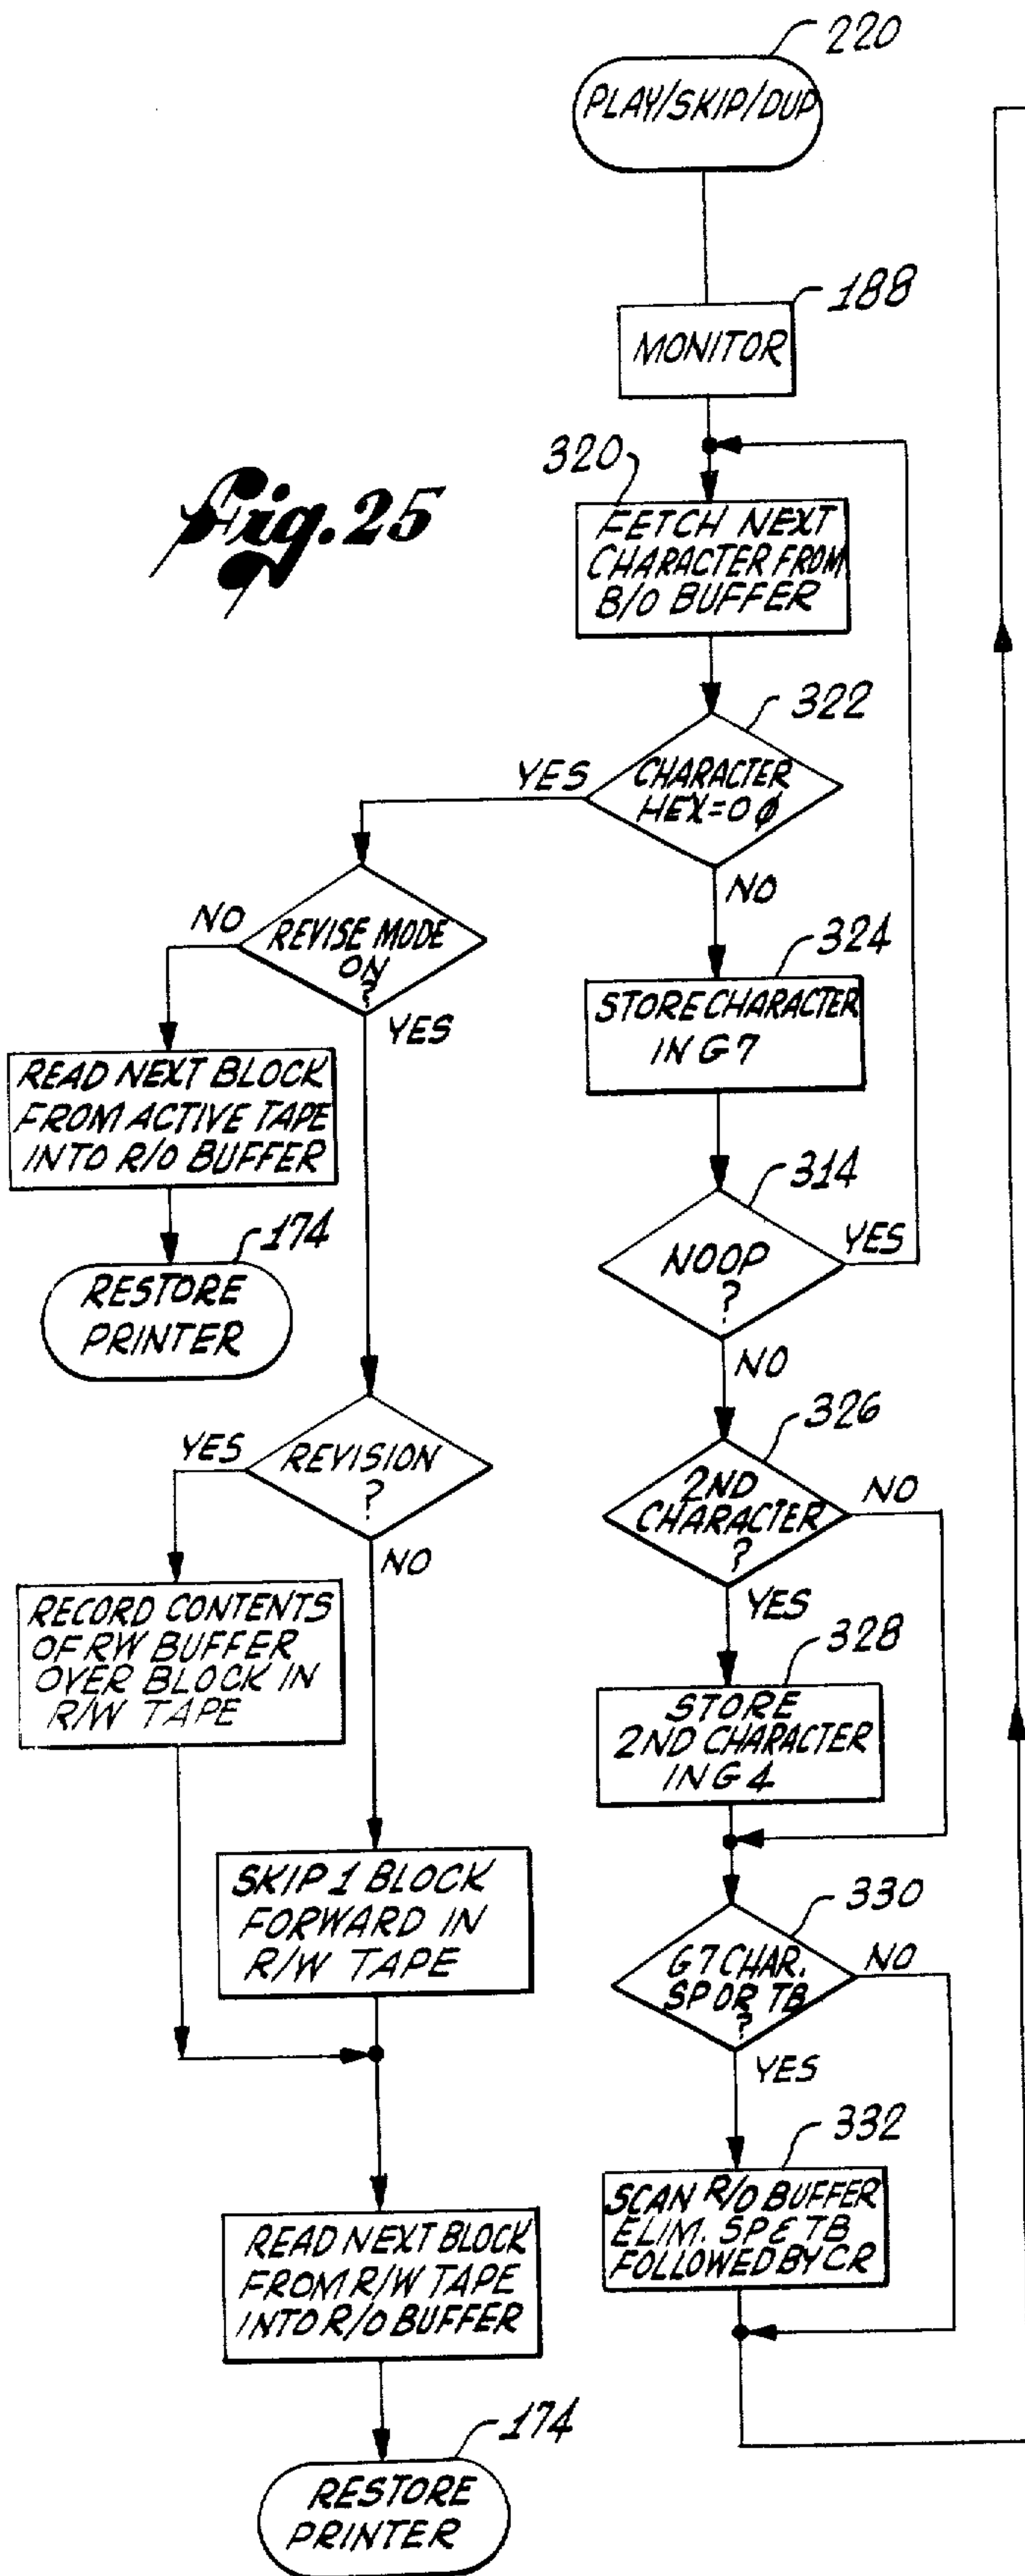 220
PLAY/SKIP/DUP
188
MONITOR
Fig. 25
320
FETCH NEXT
CHARACTER FROM
B/O BUFFER
322
CHARACTER
HEX=0 ϕ
YES
NO
REVISE MODE
ON
?
NO
YES
324
STORE CHARACTER
IN G7
READ NEXT BLOCK
FROM ACTIVE TAPE
INTO R/O BUFFER
314
NOOP
?
YES
NO
174
RESTORE
PRINTER
326
2ND
CHARACTER
?
NO
YES
REVISION
?
YES
NO
328
STORE
2ND CHARACTER
IN G4
RECORD CONTENTS
OF RW BUFFER
OVER BLOCK IN
R/W TAPE
SKIP 1 BLOCK
FORWARD IN
R/W TAPE
330
G7 CHAR.
SP OR TB
?
NO
YES
332
SCAN R/O BUFFER
ELIM. SP & TB
FOLLOWED BY CR
READ NEXT BLOCK
FROM R/W TAPE
INTO R/O BUFFER
174
RESTORE
PRINTER